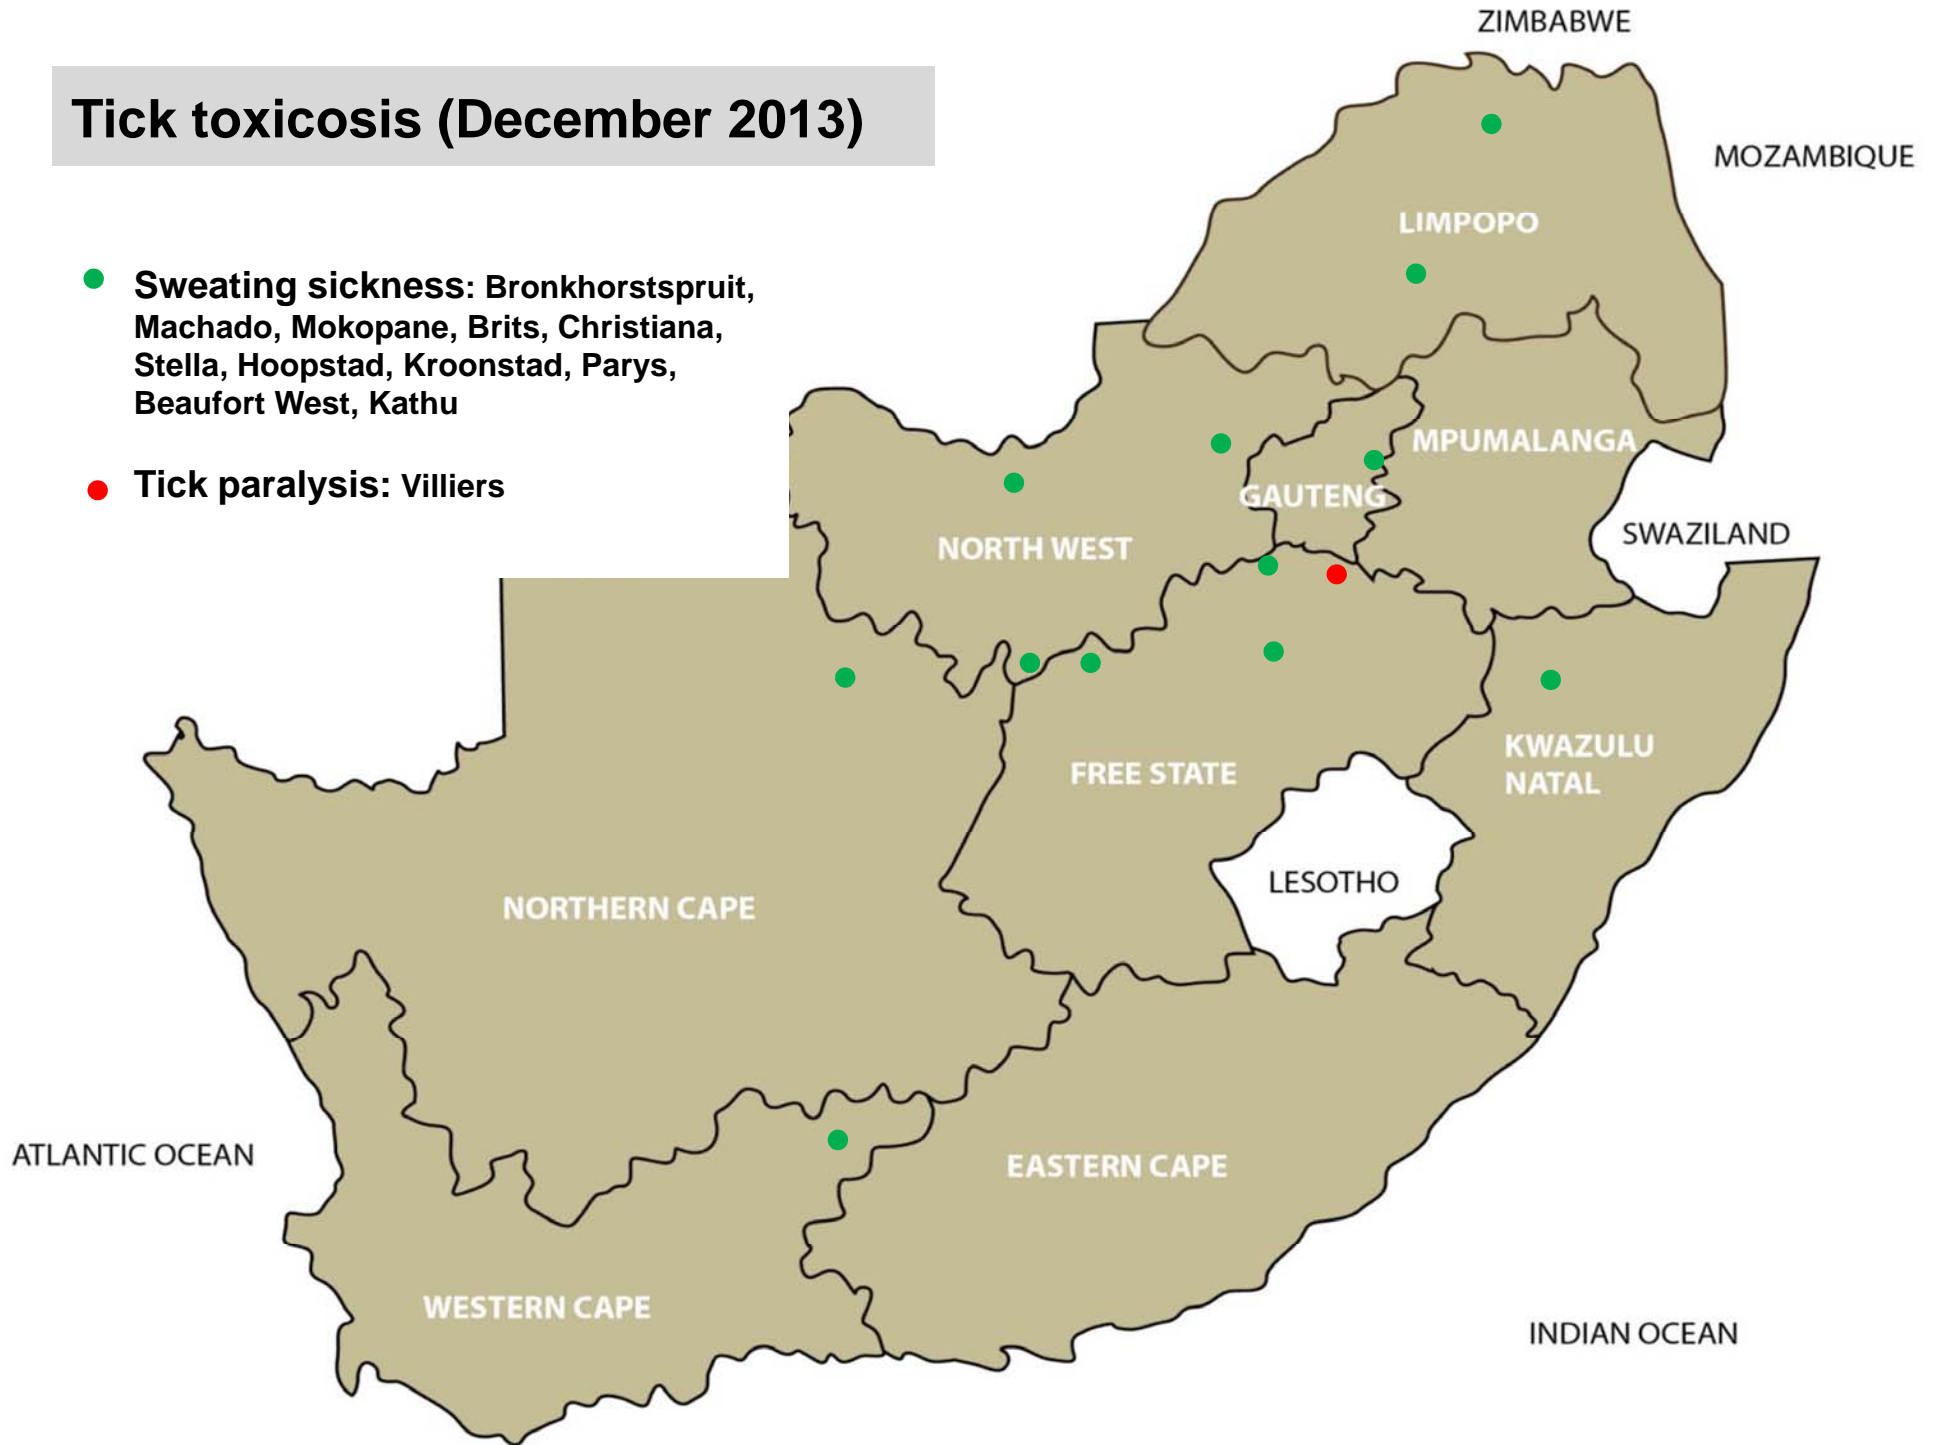 ZIMBABWE
Tick toxicosis (December 2013)
MOZAMBIQUE
LIMPOPO
Sweating sickness: Bronkhorstspruit,
Machado, Mokopane, Brits, Christiana,
Stella, Hoopstad, Kroonstad, Parys,
Beaufort West, Kathu
Tick paralysis: Villiers
MPUMALANGA
GAUTENG
SWAZILAND
NORTH WEST
KWAZULU
NATAL
FREE STATE
LESOTHO
NORTHERN CAPE
ATLANTIC OCEAN
EASTERN CAPE
WESTERN CAPE
INDIAN OCEAN